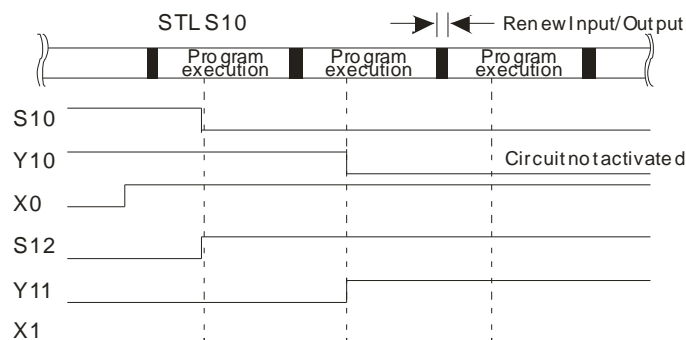 STL S10
Renew Input/Output
Program execution
Program execution
Program execution
S10
Y10
Circuit not activated
X0
S12
Y11
X1